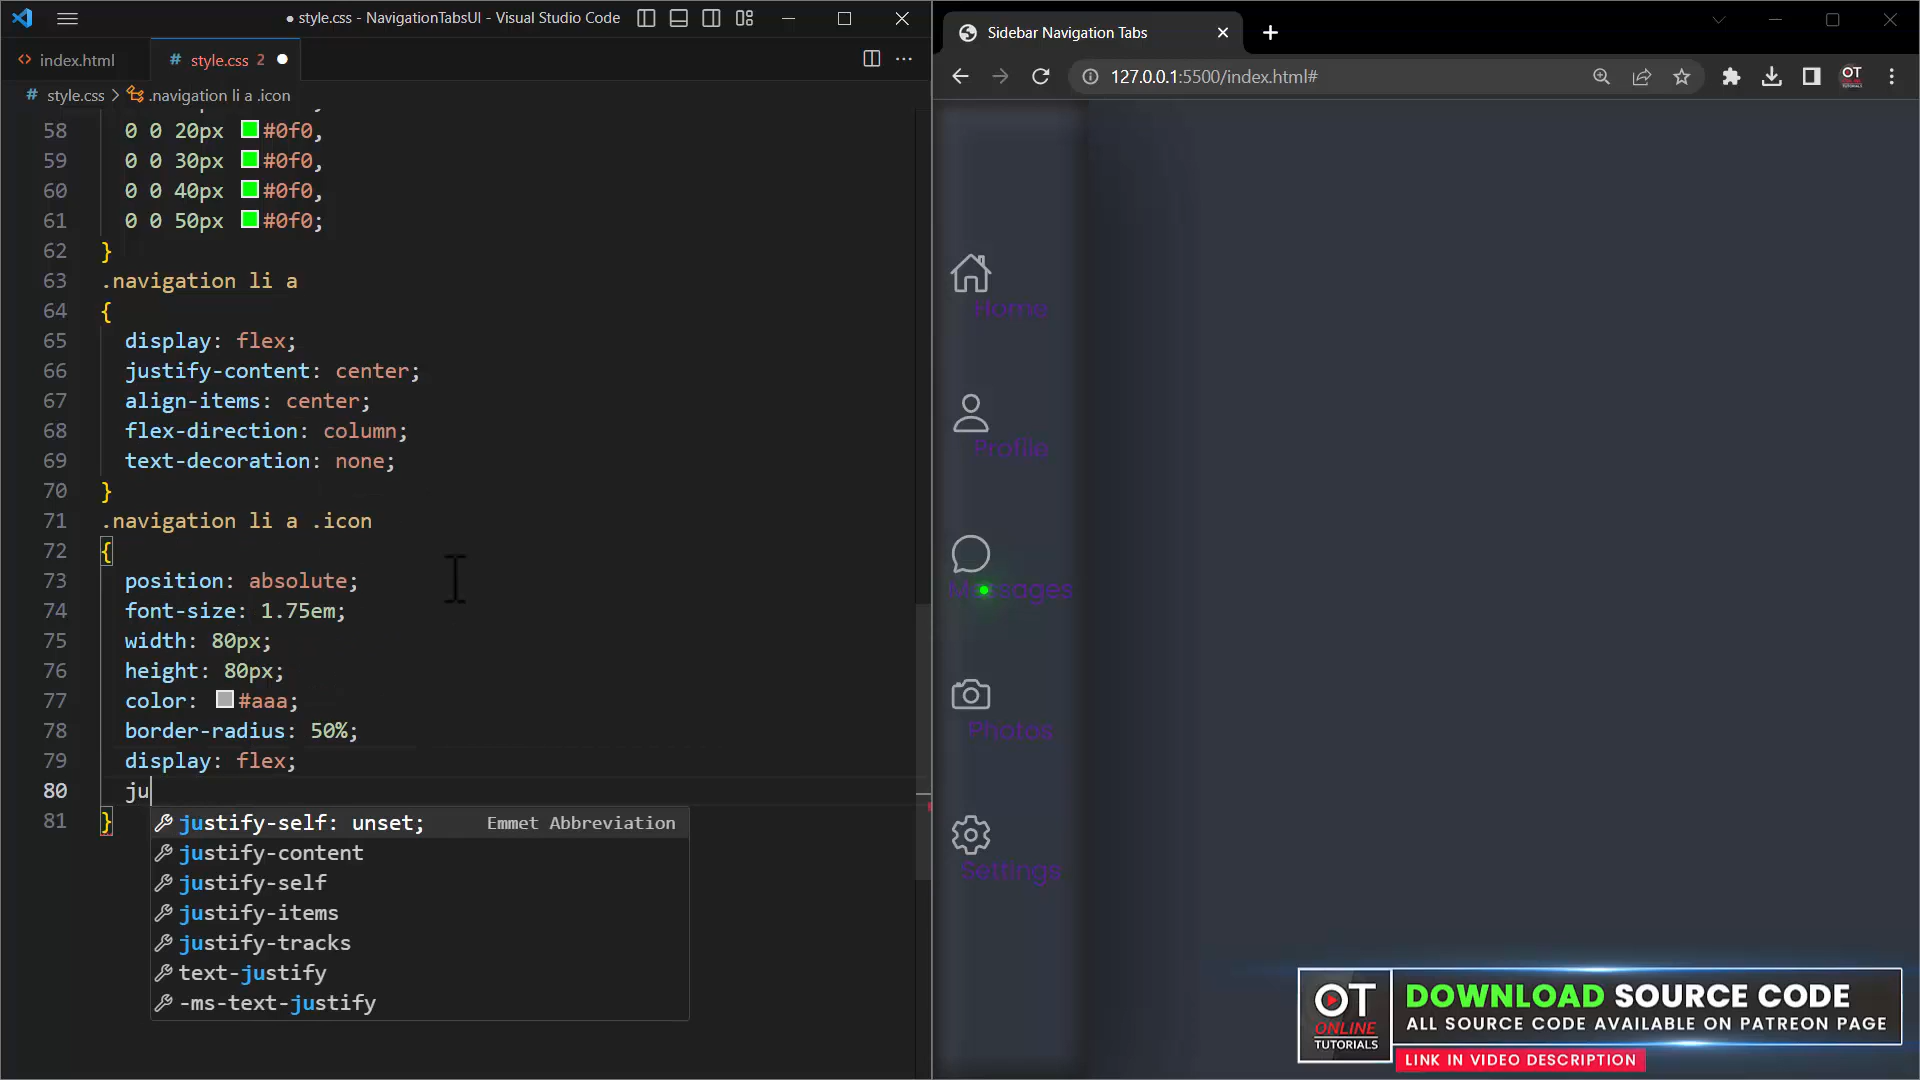 style.css - NavigationTabsUI - Visual Studio Code
index.html
# style.css 2
# style.css > .navigation li a .icon
58 0 0 20px #0f0,
59 0 0 30px #0f0,
60 0 0 40px #0f0,
61 0 0 50px #0f0;
62 }
63 .navigation li a
64 {
65 display: flex;
66 justify-content: center;
67 align-items: center;
68 flex-direction: column;
69 text-decoration: none;
70 }
71 .navigation li a .icon
72 {
73 position: absolute;
74 font-size: 1.75em;
75 width: 80px;
76 height: 80px;
77 color: #aaa;
78 border-radius: 50%;
79 display: flex;
80 ju
81 }
justify-self: unset; Emmet Abbreviation
justify-content
justify-self
justify-items
justify-tracks
text-justify
-ms-text-justify
Sidebar Navigation Tabs
127.0.0.1:5500/index.html#
OT
Home
Profile
Messages
Photos
Settings
OT
ONLINE
TUTORIALS
DOWNLOAD SOURCE CODE
ALL SOURCE CODE AVAILABLE ON PATREON PAGE
LINK IN VIDEO DESCRIPTION